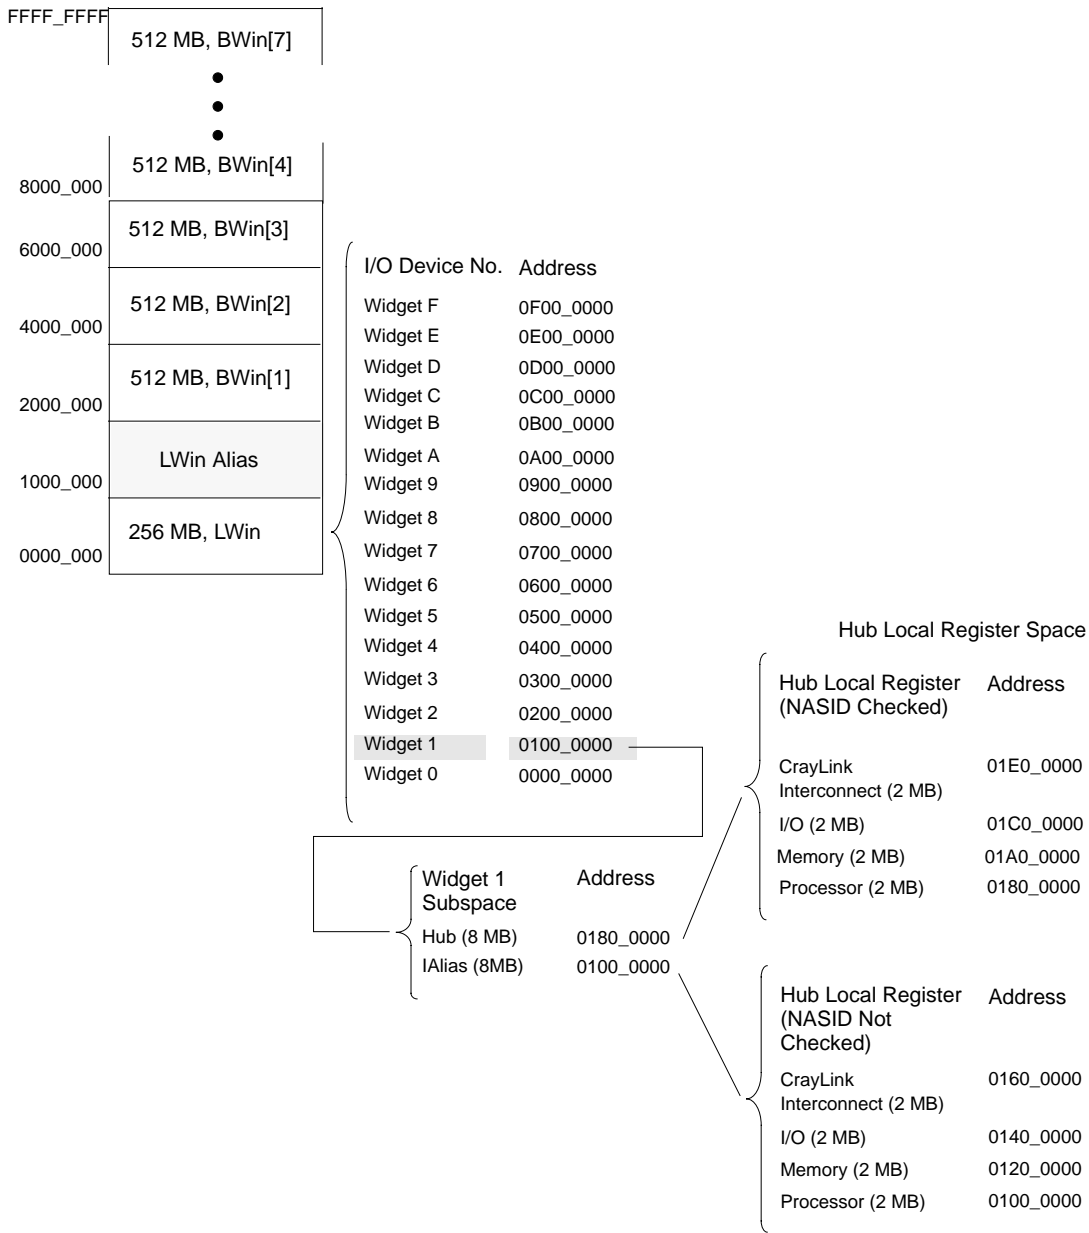 FFFF_FFFF
512 MB, BWin[7]
512 MB, BWin[4]
8000_000
512 MB, BWin[3]
6000_000
512 MB, BWin[2]
4000_000
512 MB, BWin[1]
2000_000
LWin Alias
1000_000
256 MB, LWin
0000_000
I/O Device No. Address
Widget F 0F00_0000
Widget E 0E00_0000
Widget D 0D00_0000
Widget C 0C00_0000
Widget B 0B00_0000
Widget A 0A00_0000
Widget 9 0900_0000
Widget 8 0800_0000
Widget 7 0700_0000
Widget 6 0600_0000
Widget 5 0500_0000
Widget 4 0400_0000
Widget 3 0300_0000
Widget 2 0200_0000
Widget 1 0100_0000
Widget 0 0000_0000
Widget 1 Address
Subspace
Hub (8 MB) 0180_0000
IAlias (8MB) 0100_0000
Hub Local Register Space
Hub Local Register Address
(NASID Checked)
CrayLink 01E0_0000
Interconnect (2 MB)
I/O (2 MB) 01C0_0000
Memory (2 MB) 01A0_0000
Processor (2 MB) 0180_0000
Hub Local Register Address
(NASID Not
Checked)
CrayLink 0160_0000
Interconnect (2 MB)
I/O (2 MB) 0140_0000
Memory (2 MB) 0120_0000
Processor (2 MB) 0100_0000